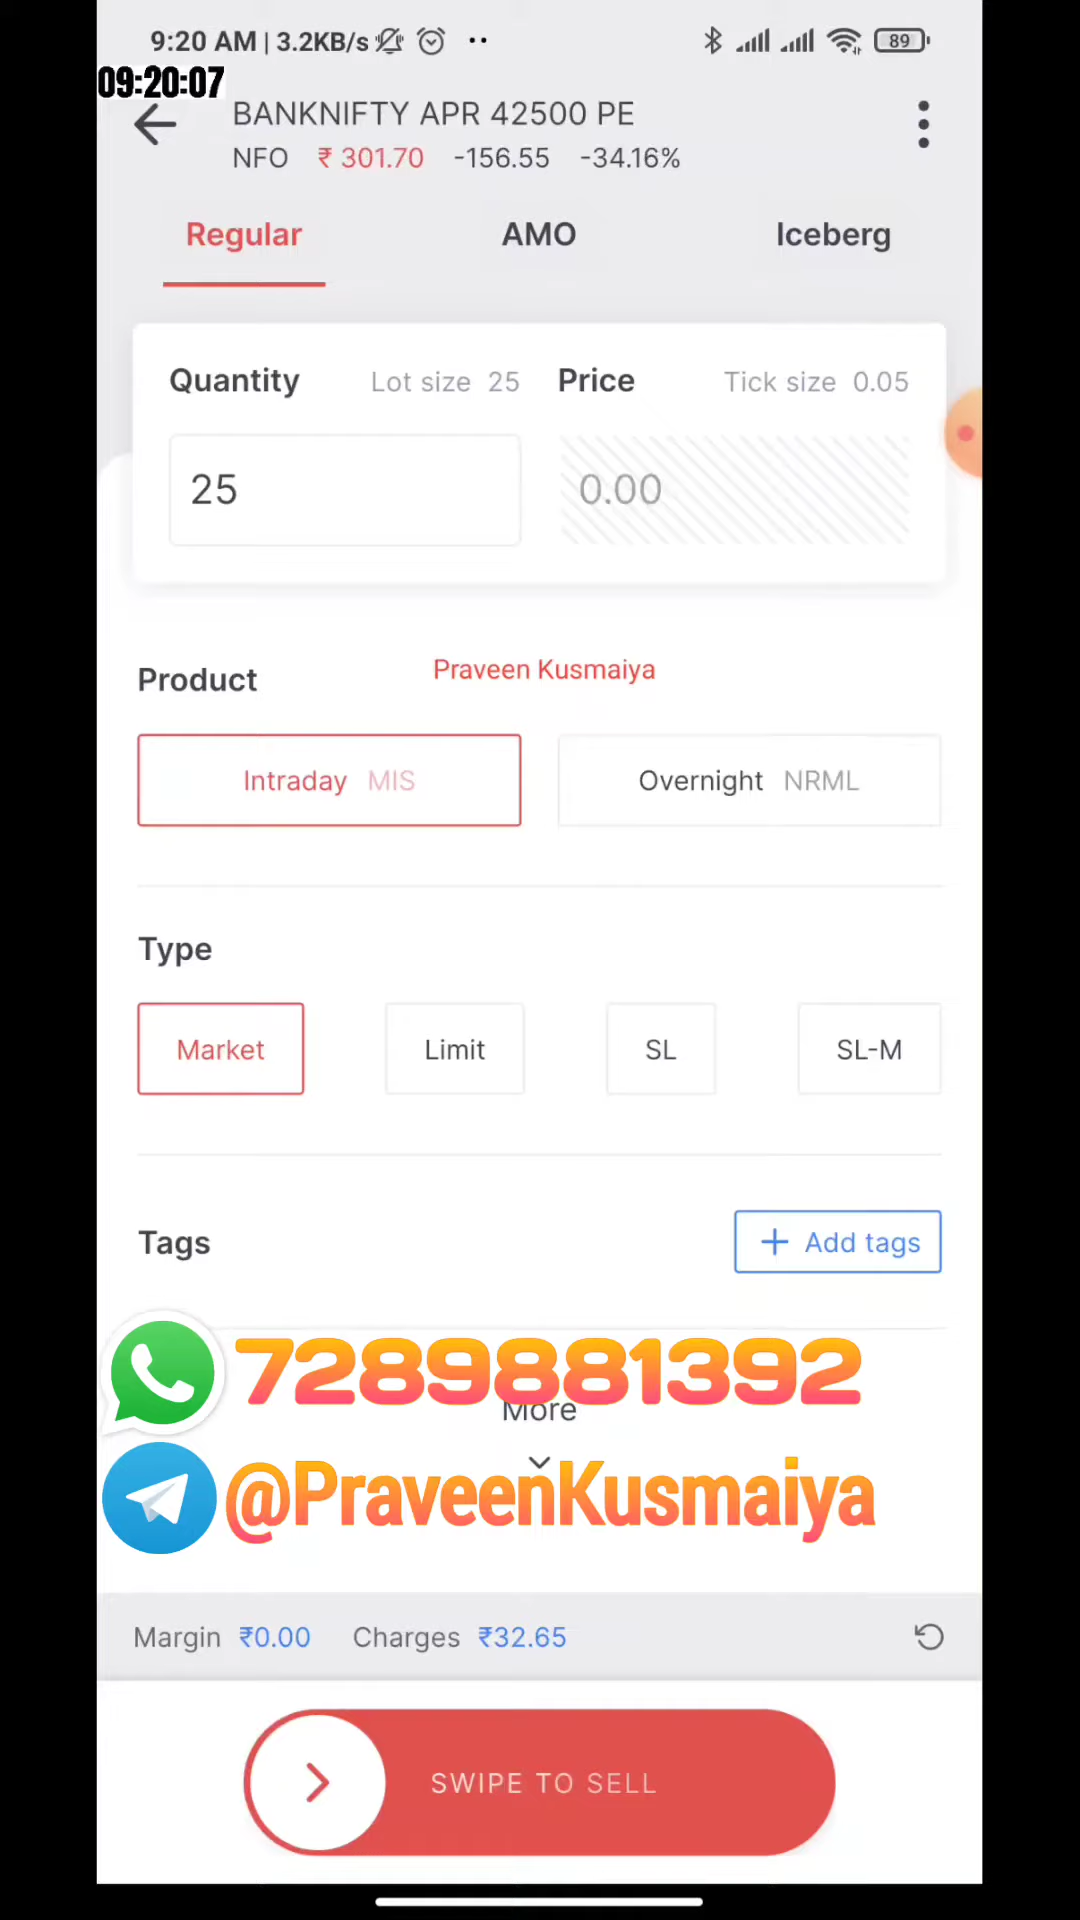 9:20 AM | 3.2KB/s 89
09:20:07
BANKNIFTY APR 42500 PE
NFO ₹ 301.70 -156.55 -34.16%
Regular AMO Iceberg
Quantity Lot size 25 Price Tick size 0.05
25 0.00
Praveen Kusmaiya
Product
Intraday MIS Overnight NRML
Type
Market Limit SL SL-M
Tags + Add tags
7289881392
More
@PraveenKusmaiya
Margin ₹0.00 Charges ₹32.65
SWIPE TO SELL